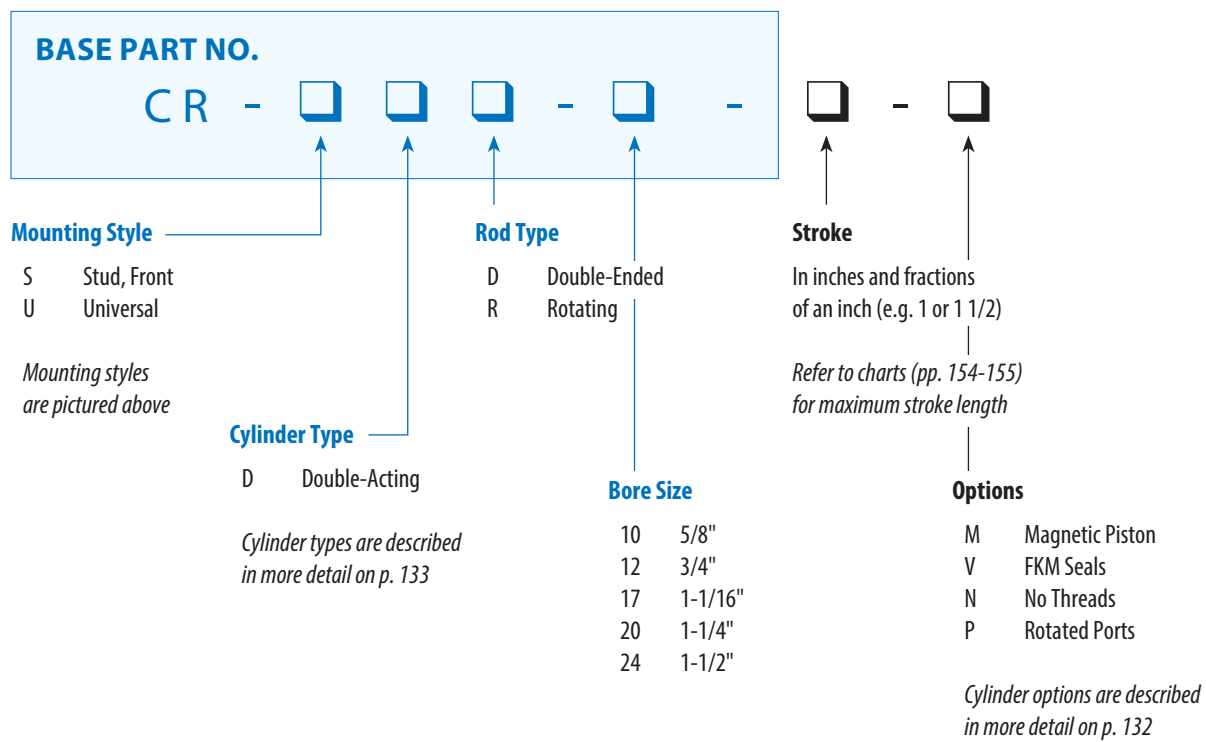 BASE PART NO.
CR - ❑ ❑ ❑ - ❑ - ❑ - ❑
Mounting Style
S Stud, Front
U Universal
Mounting styles
are pictured above
Cylinder Type
D Double-Acting
Cylinder types are described
in more detail on p. 133
Rod Type
D Double-Ended
R Rotating
Bore Size
10 5/8"
12 3/4"
17 1-1/16"
20 1-1/4"
24 1-1/2"
Stroke
In inches and fractions
of an inch (e.g. 1 or 1 1/2)
Refer to charts (pp. 154-155)
for maximum stroke length
Options
M Magnetic Piston
V FKM Seals
N No Threads
P Rotated Ports
Cylinder options are described
in more detail on p. 132